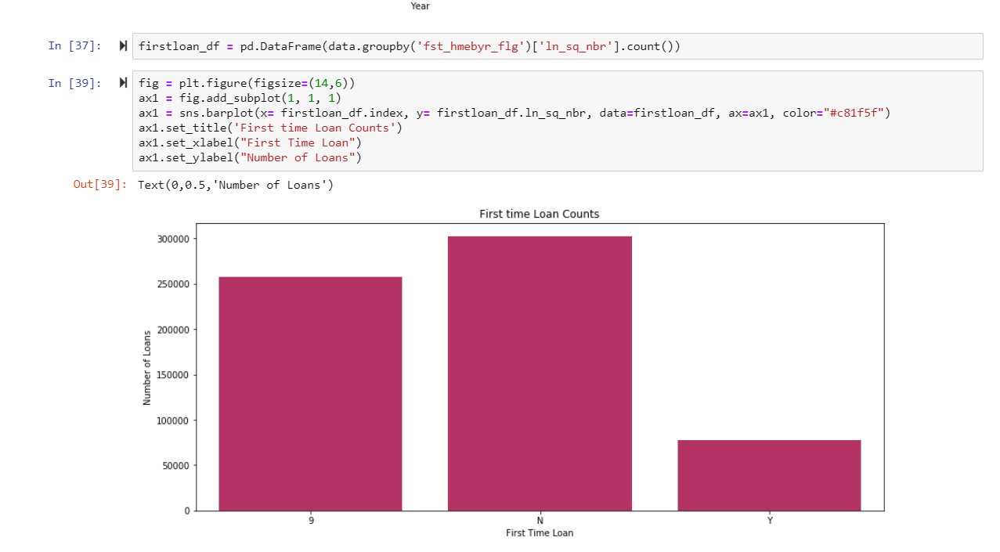 Year
In [37]: firstloan_df = pd.DataFrame(data.groupby('fst_hmebyr_flg')['ln_sq_nbr'].count())
In [39]: fig = plt.figure(figsize=(14,6))
ax1 = fig.add_subplot(1, 1, 1)
ax1 = sns.barplot(x= firstloan_df.index, y= firstloan_df.ln_sq_nbr, data=firstloan_df, ax=ax1, color="#c81f5f")
ax1.set_title('First time Loan Counts')
ax1.set_xlabel("First Time Loan")
ax1.set_ylabel("Number of Loans")
Out[39]: Text(0,0.5,'Number of Loans')
First time Loan Counts
Number of Loans
300000
250000
200000
150000
100000
50000
0
9 N Y
First Time Loan